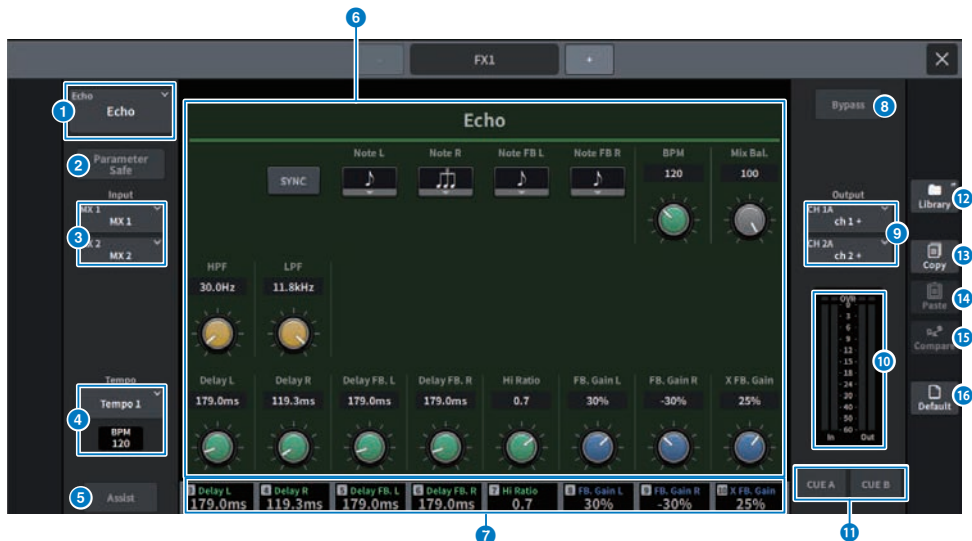 6
- FX1 +
1 Echo
Echo
Echo
Bypass 8
2 Parameter
Safe
Note L Note R Note FB L Note FB R BPM Mix Bal.
SYNC 120 100
Input
3 MX 1
MX 1
MX 2
MX 2
Output
CH 1A
ch 1 +
CH 2A
ch 2 +
9
Library 12
Copy 13
HPF LPF
30.0Hz 11.8kHz
Paste 14
Compare 15
OVR
0
3
6
9
12
15
18
24
30
40
50
60
In Out
10
Default 16
Tempo
4 Tempo 1
BPM
120
Delay L Delay R Delay FB. L Delay FB. R Hi Ratio FB. Gain L FB. Gain R X FB. Gain
179.0ms 119.3ms 179.0ms 179.0ms 0.7 30% -30% 25%
5 Assist
3 Delay L 4 Delay R 5 Delay FB. L 6 Delay FB. R 7 Hi Ratio 8 FB. Gain L 9 FB. Gain R 10 X FB. Gain
179.0ms 119.3ms 179.0ms 179.0ms 0.7 30% -30% 25%
CUE A CUE B
7
11